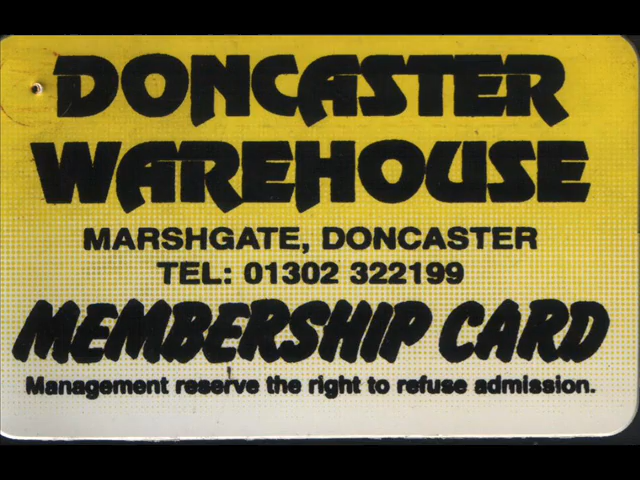 DONCASTER
WAREHOUSE
MARSHGATE, DONCASTER
TEL: 01302 322199
MEMBERSHIP CARD
Management reserve the right to refuse admission.